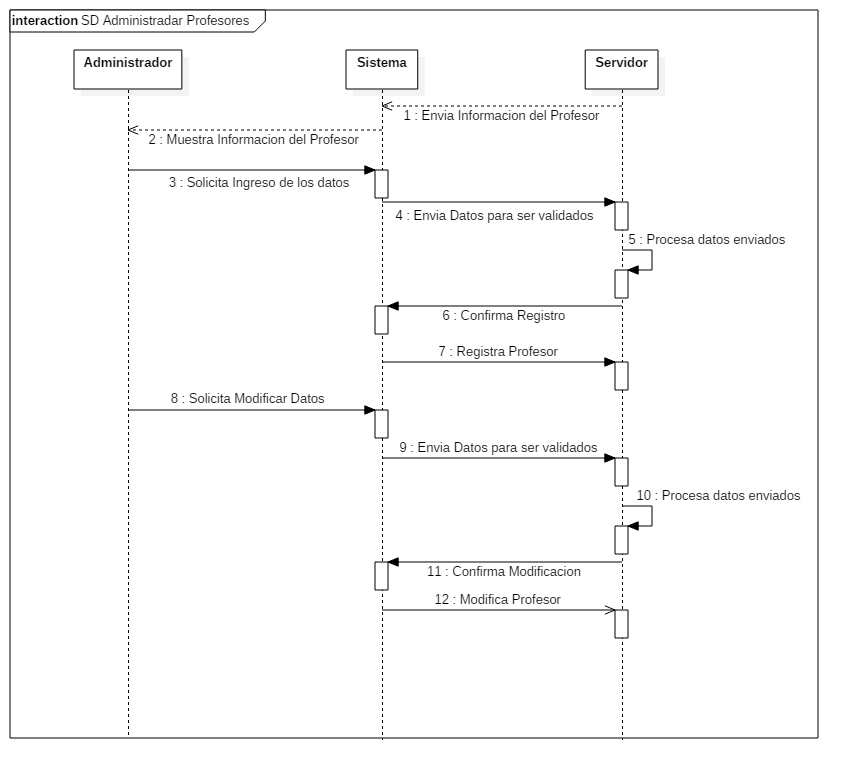 interaction SD Administradar Profesores
Administrador
Sistema
Servidor
1 : Envia Informacion del Profesor
2 : Muestra Informacion del Profesor
3 : Solicita Ingreso de los datos
4 : Envia Datos para ser validados
5 : Procesa datos enviados
6 : Confirma Registro
7 : Registra Profesor
8 : Solicita Modificar Datos
9 : Envia Datos para ser validados
10 : Procesa datos enviados
11 : Confirma Modificacion
12 : Modifica Profesor